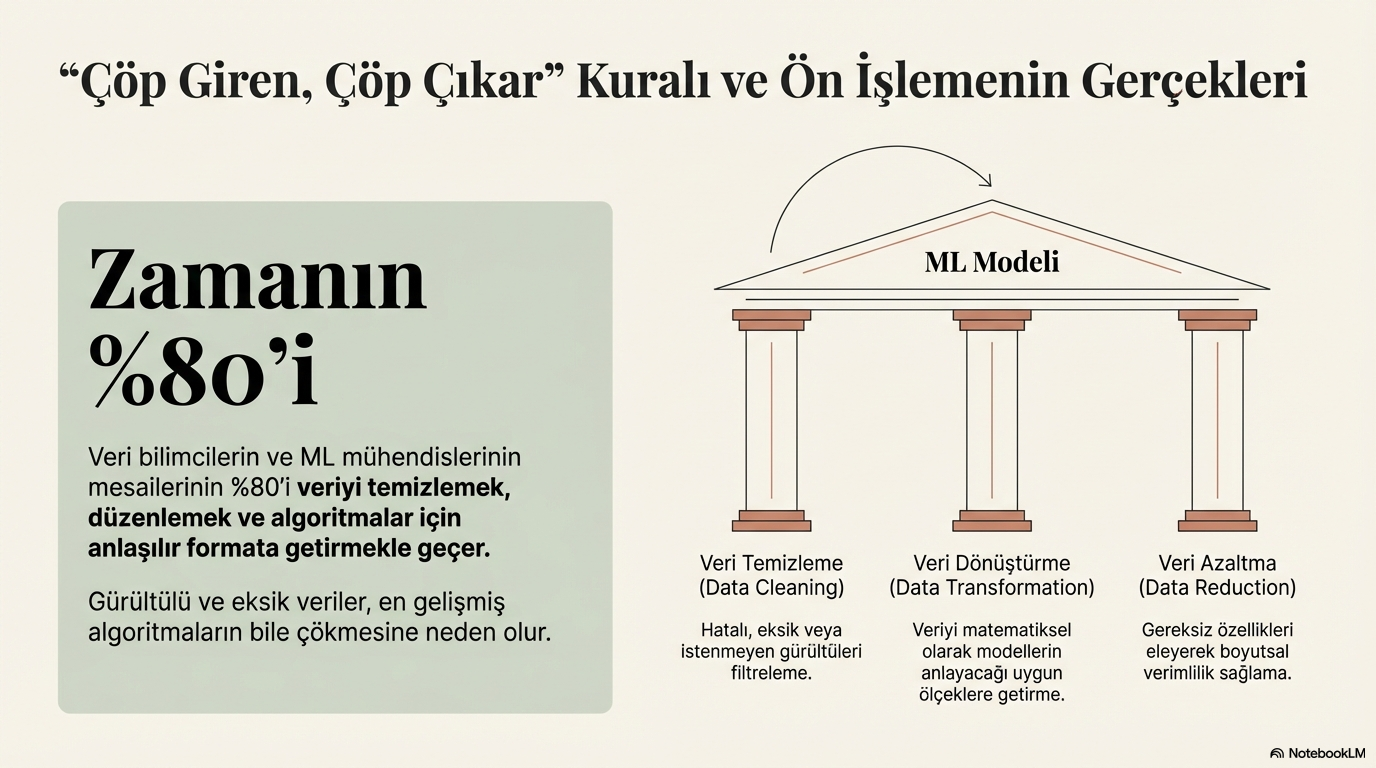 “Çöp Giren, Çöp Çıkar” Kuralı ve Ön İşlemenin Gerçekleri
Zamanın
%80’i
Veri bilimcilerin ve ML mühendislerinin
mesailerinin %80’i veriyi temizlemek,
düzenlemek ve algoritmalar için
anlaşılır formata getirmekle geçer.
Gürültülü ve eksik veriler, en gelişmiş
algoritmaların bile çökmesine neden olur.
ML Modeli
Veri Temizleme
(Data Cleaning)
Hatalı, eksik veya
istenmeyen gürültüleri
filtreleme.
Veri Dönüştürme
(Data Transformation)
Veriyi matematiksel
olarak modellerin
anlayacağı uygun
ölçeklere getirme.
Veri Azaltma
(Data Reduction)
Gereksiz özellikleri
eleyerek boyutsal
verimlilik sağlama.
NotebookLM